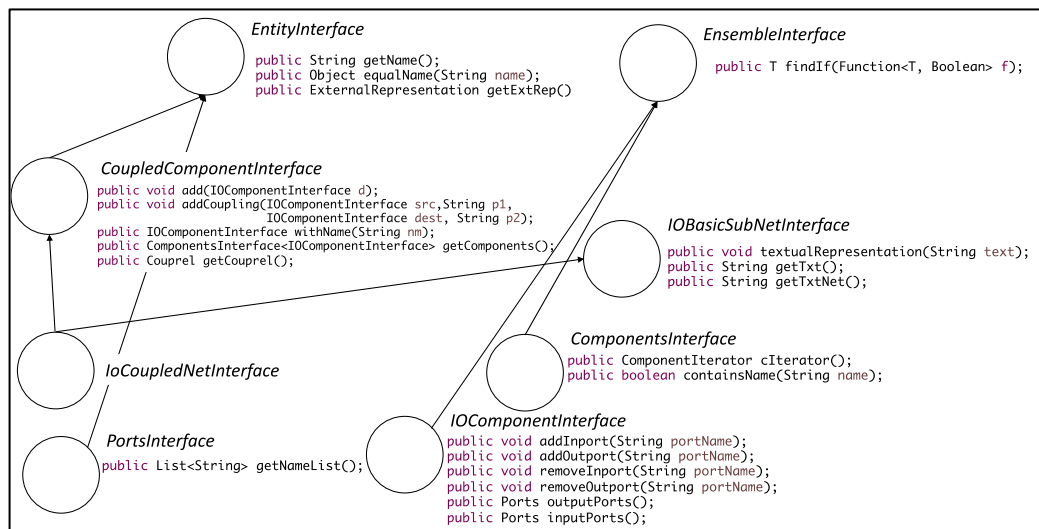 EntityInterface
public String getName();
public Object equalName(String name);
public ExternalRepresentation getExtRep()
EnsembleInterface
public T findIf(Function<T, Boolean> f);
CoupledComponentInterface
public void add(IOComponentInterface d);
public void addCoupling(IOComponentInterface src,String p1,
IOComponentInterface dest, String p2);
public IOComponentInterface withName(String nm);
public ComponentsInterface<IOComponentInterface> getComponents();
public Couprel getCouprel();
IOBasicSubNetInterface
public void textualRepresentation(String text);
public String getTxt();
public String getTxtNet();
IoCoupledNetInterface
ComponentsInterface
public ComponentIterator cIterator();
public boolean containsName(String name);
PortsInterface
public List<String> getNameList();
IOComponentInterface
public void addInport(String portName);
public void addOutport(String portName);
public void removeInport(String portName);
public void removeOutport(String portName);
public Ports outputPorts();
public Ports inputPorts();